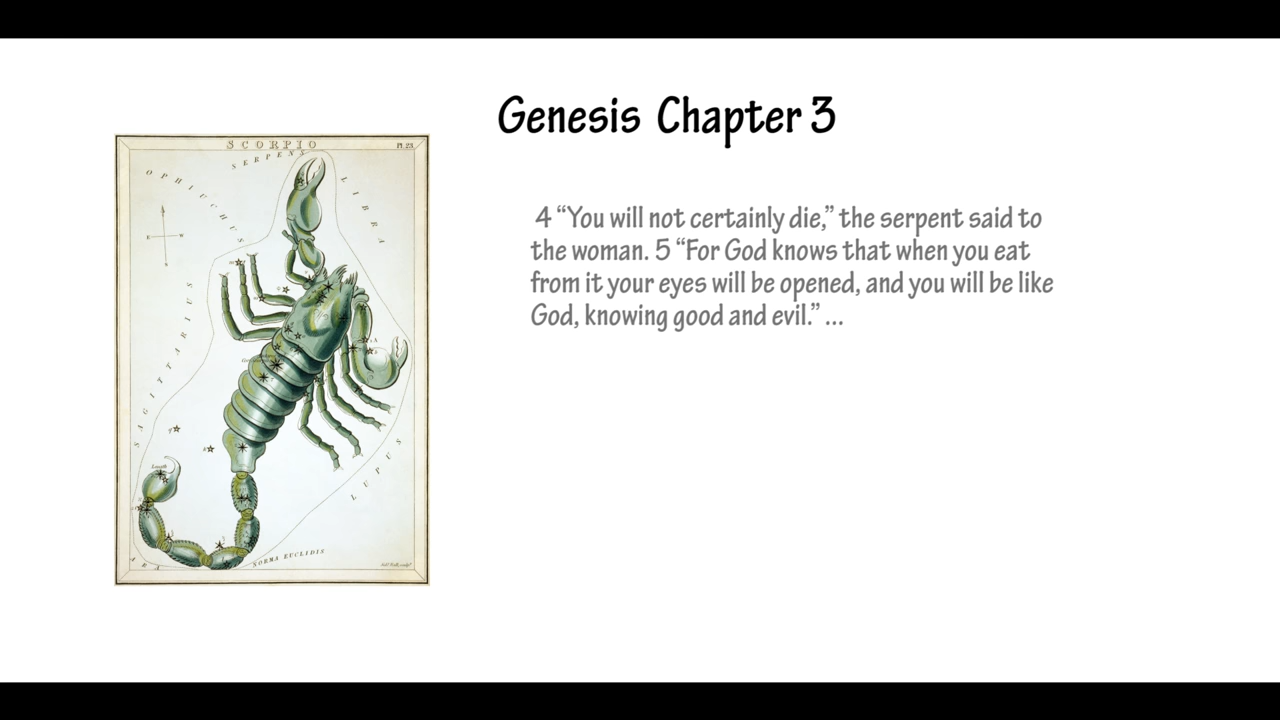 Genesis Chapter 3
4 “You will not certainly die,” the serpent said to
the woman. 5 “For God knows that when you eat
from it your eyes will be opened, and you will be like
God, knowing good and evil.” ...
SCORPIO
Pl. 23.
SERPENS
OPHIUCHUS
LIBRA
SAGITTARIUS
LUPUS
Lesath
NORMA EUCLIDIS
ARA